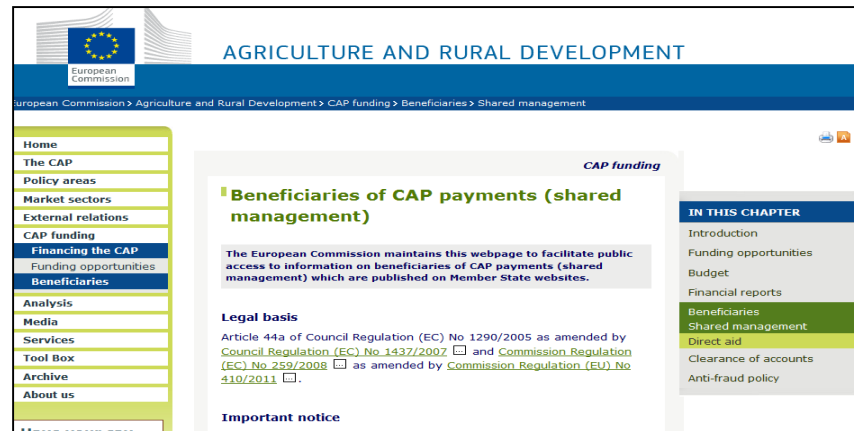 AGRICULTURE AND RURAL DEVELOPMENT
European
Commission
European Commission > Agriculture and Rural Development > CAP funding > Beneficiaries > Shared management
Home
The CAP
Policy areas
Market sectors
External relations
CAP funding
Financing the CAP
Funding opportunities
Beneficiaries
Analysis
Media
Services
Tool Box
Archive
About us
CAP funding
Beneficiaries of CAP payments (shared
management)
The European Commission maintains this webpage to facilitate public
access to information on beneficiaries of CAP payments (shared
management) which are published on Member State websites.
Legal basis
Article 44a of Council Regulation (EC) No 1290/2005 as amended by
Council Regulation (EC) No 1437/2007 and Commission Regulation
(EC) No 259/2008 as amended by Commission Regulation (EU) No
410/2011 .
Important notice
A
IN THIS CHAPTER
Introduction
Funding opportunities
Budget
Financial reports
Beneficiaries
Shared management
Direct aid
Clearance of accounts
Anti-fraud policy